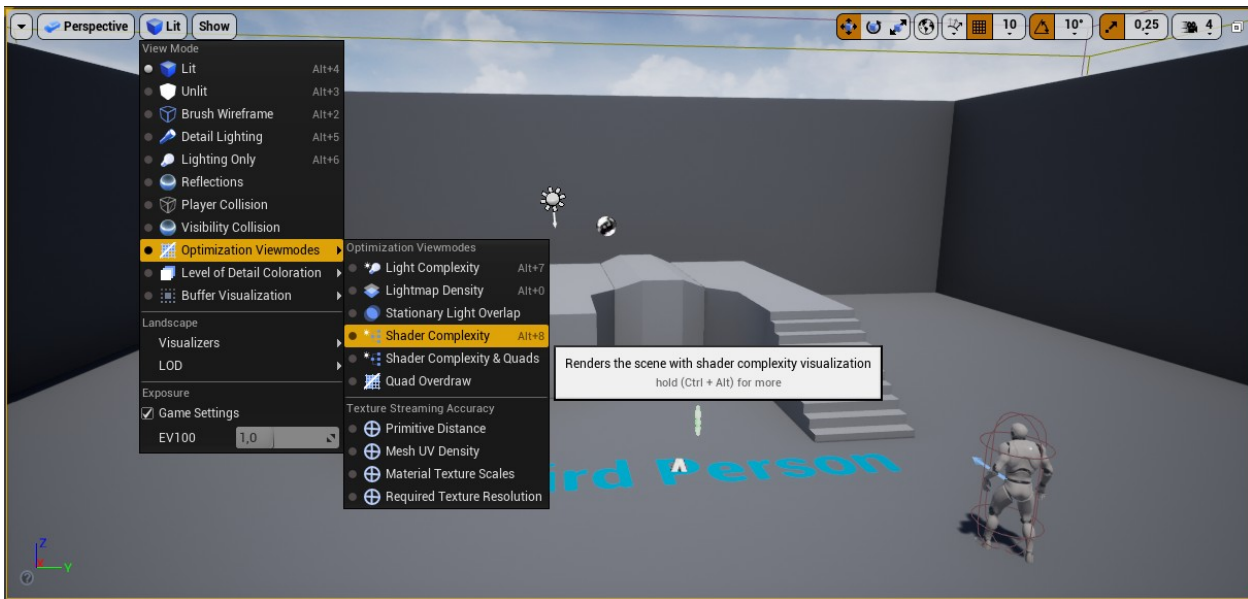 Perspective
Lit
Show
10
10°
0,25
4
View Mode
Lit Alt+4
Unlit Alt+3
Brush Wireframe Alt+2
Detail Lighting Alt+5
Lighting Only Alt+6
Reflections
Player Collision
Visibility Collision
Optimization Viewmodes
Level of Detail Coloration
Buffer Visualization
Landscape
Visualizers
LOD
Exposure
Game Settings
EV100 1,0
Optimization Viewmodes
Light Complexity Alt+7
Lightmap Density Alt+0
Stationary Light Overlap
Shader Complexity Alt+8
Shader Complexity & Quads
Quad Overdraw
Texture Streaming Accuracy
Primitive Distance
Mesh UV Density
Material Texture Scales
Required Texture Resolution
Renders the scene with shader complexity visualization
hold (Ctrl + Alt) for more
ird Person
Z
Y